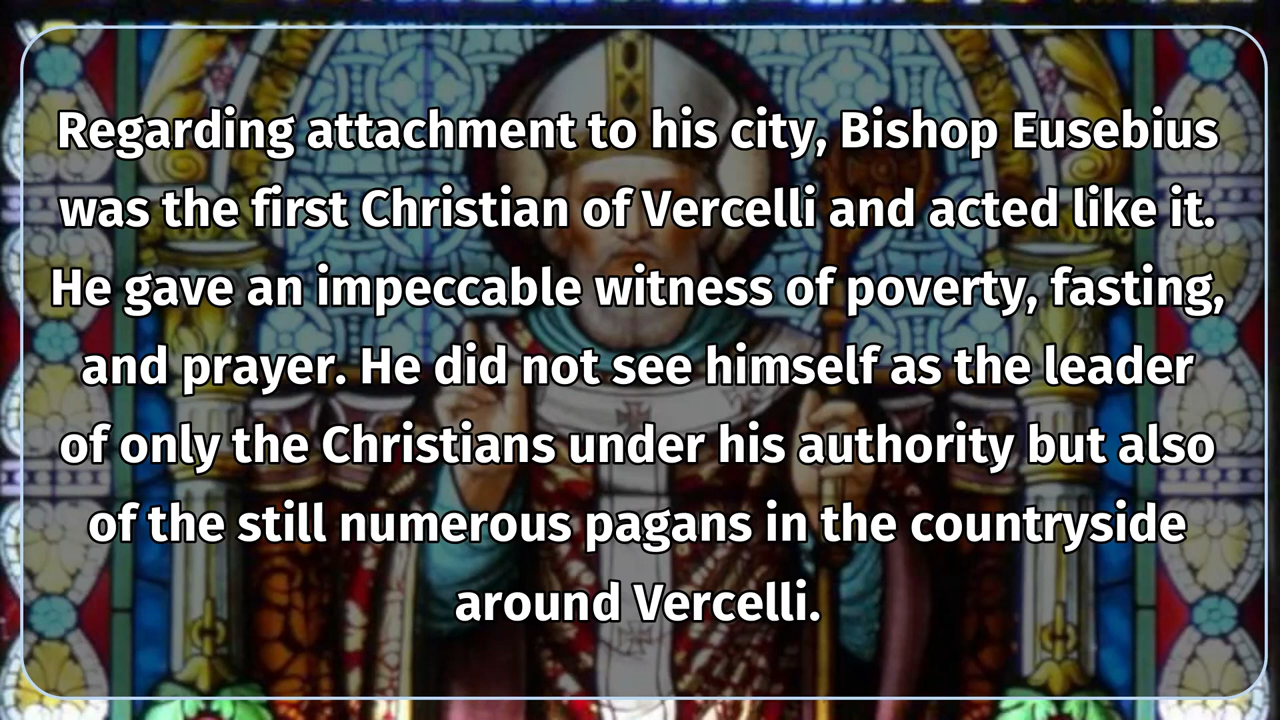 Regarding attachment to his city, Bishop Eusebius
was the first Christian of Vercelli and acted like it.
He gave an impeccable witness of poverty, fasting,
and prayer. He did not see himself as the leader
of only the Christians under his authority but also
of the still numerous pagans in the countryside
around Vercelli.